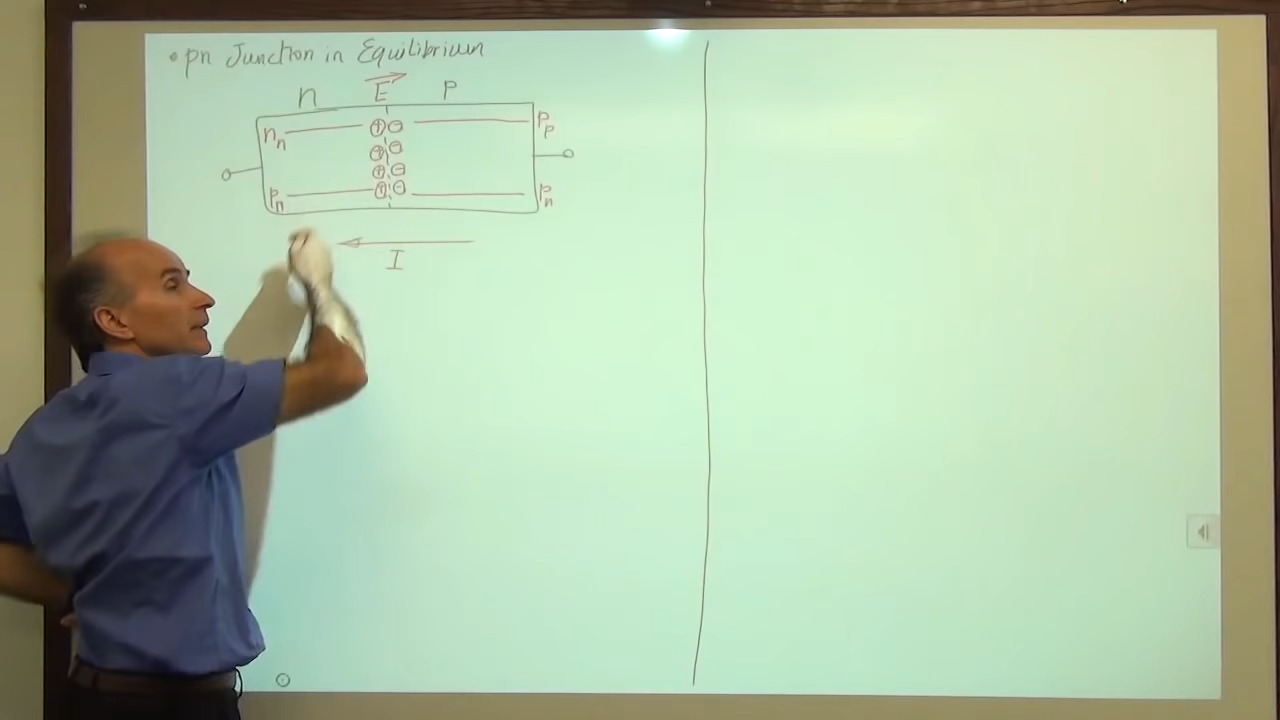 • pn Junction in Equilibrium
n E p
nn pp
+ −
+ −
+ −
+ −
pn pn
I